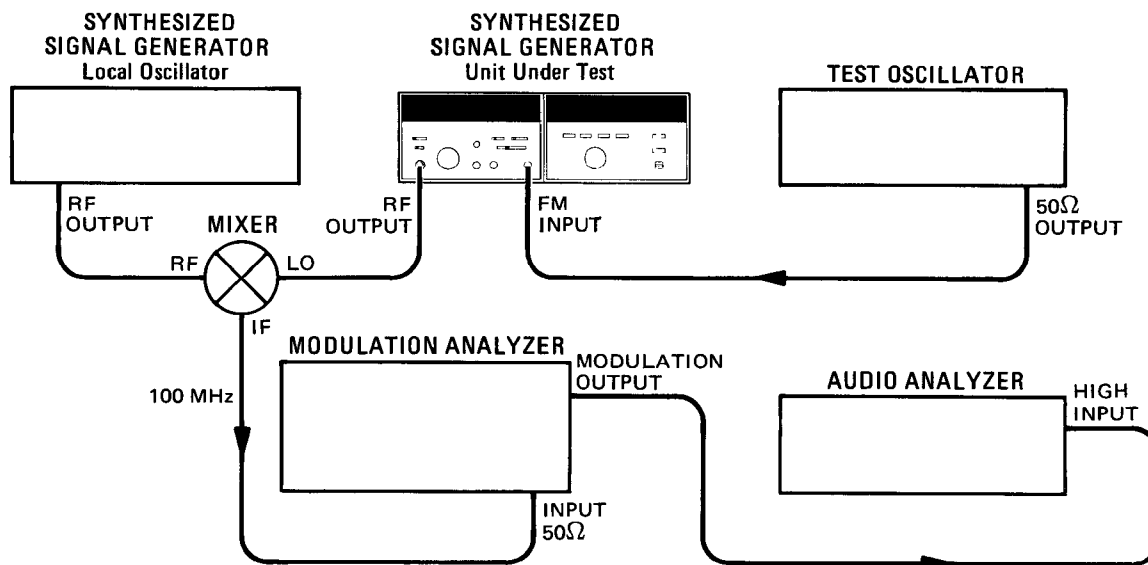 SYNTHESIZED
SIGNAL GENERATOR
Local Oscillator
SYNTHESIZED
SIGNAL GENERATOR
Unit Under Test
TEST OSCILLATOR
RF
OUTPUT
MIXER
RF
OUTPUT
FM
INPUT
50Ω
OUTPUT
RF
LO
IF
MODULATION ANALYZER
MODULATION
OUTPUT
AUDIO ANALYZER
HIGH
INPUT
100 MHz
INPUT
50Ω